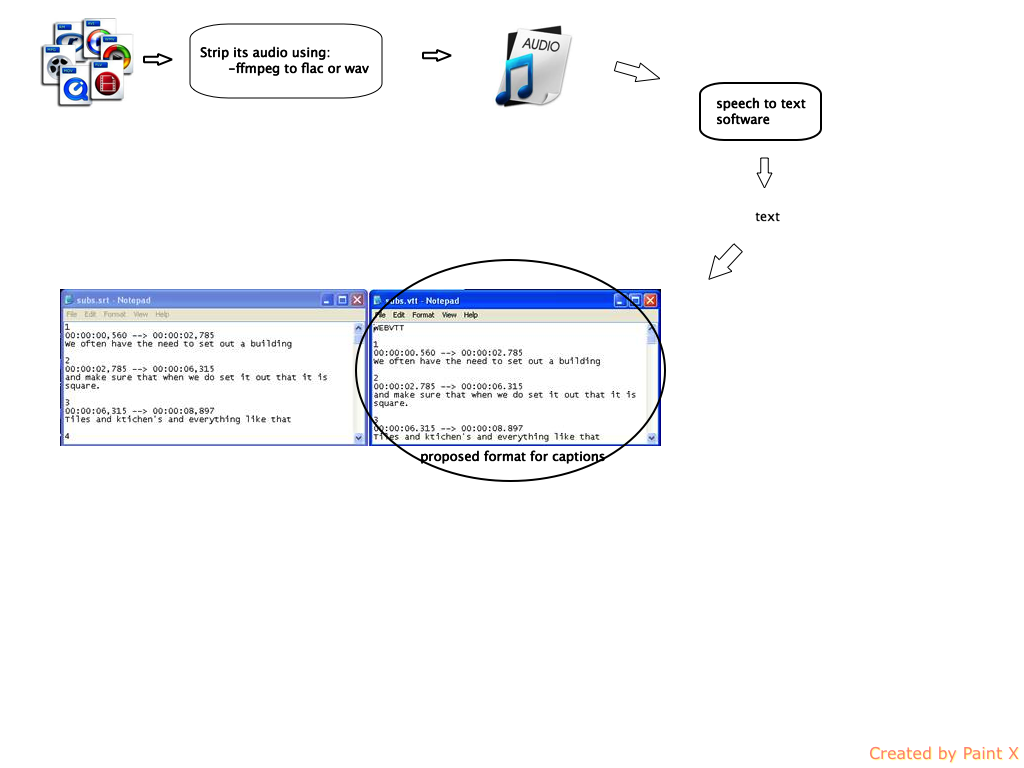 Strip its audio using:
-ffmpeg to flac or wav
AUDIO
speech to text
software
text
subs.srt - Notepad
File Edit Format View Help
1
00:00:00,560 --> 00:00:02,785
We often have the need to set out a building
2
00:00:02,785 --> 00:00:06,315
and make sure that when we do set it out that it is
square.
3
00:00:06,315 --> 00:00:08,897
Tiles and ktichen's and everything like that
4
subs.vtt - Notepad
File Edit Format View Help
WEBVTT
1
00:00:00.560 --> 00:00:02.785
We often have the need to set out a building
2
00:00:02.785 --> 00:00:06.315
and make sure that when we do set it out that it is
square.
3
00:00:06.315 --> 00:00:08.897
Tiles and ktichen's and everything like that
proposed format for captions
Created by Paint X